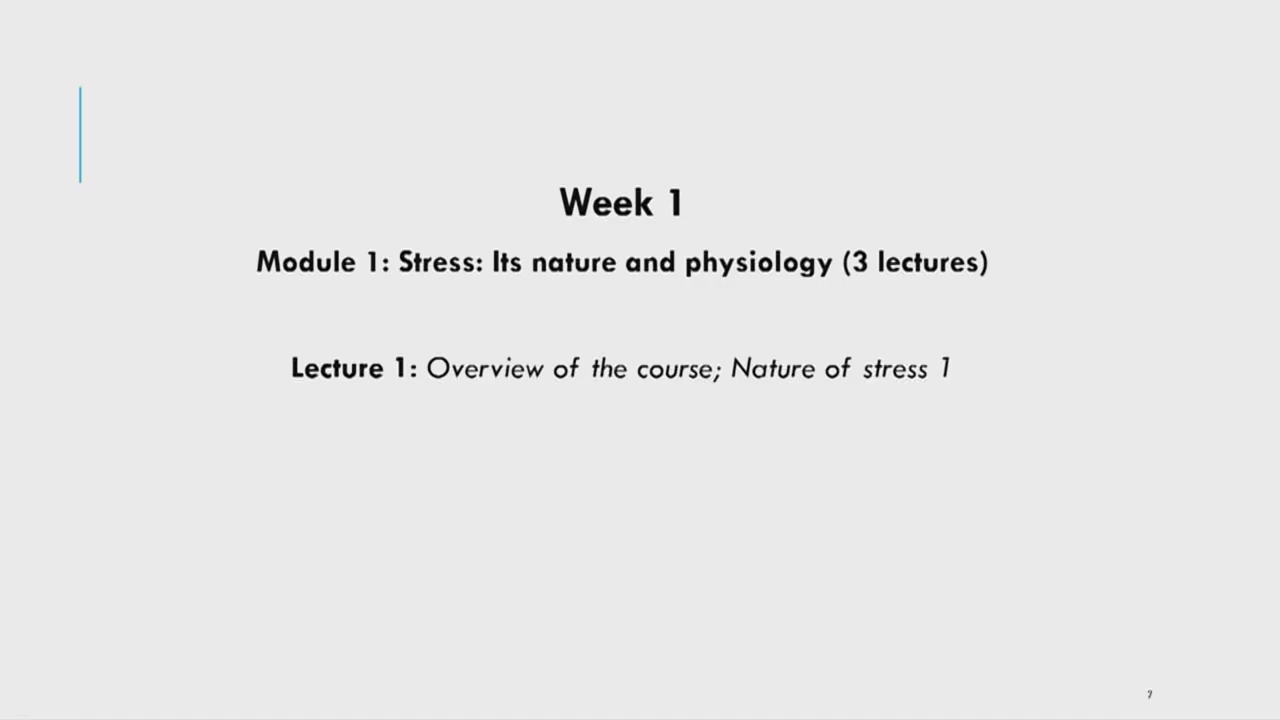 Week 1
Module 1: Stress: Its nature and physiology (3 lectures)
Lecture 1: Overview of the course; Nature of stress 1